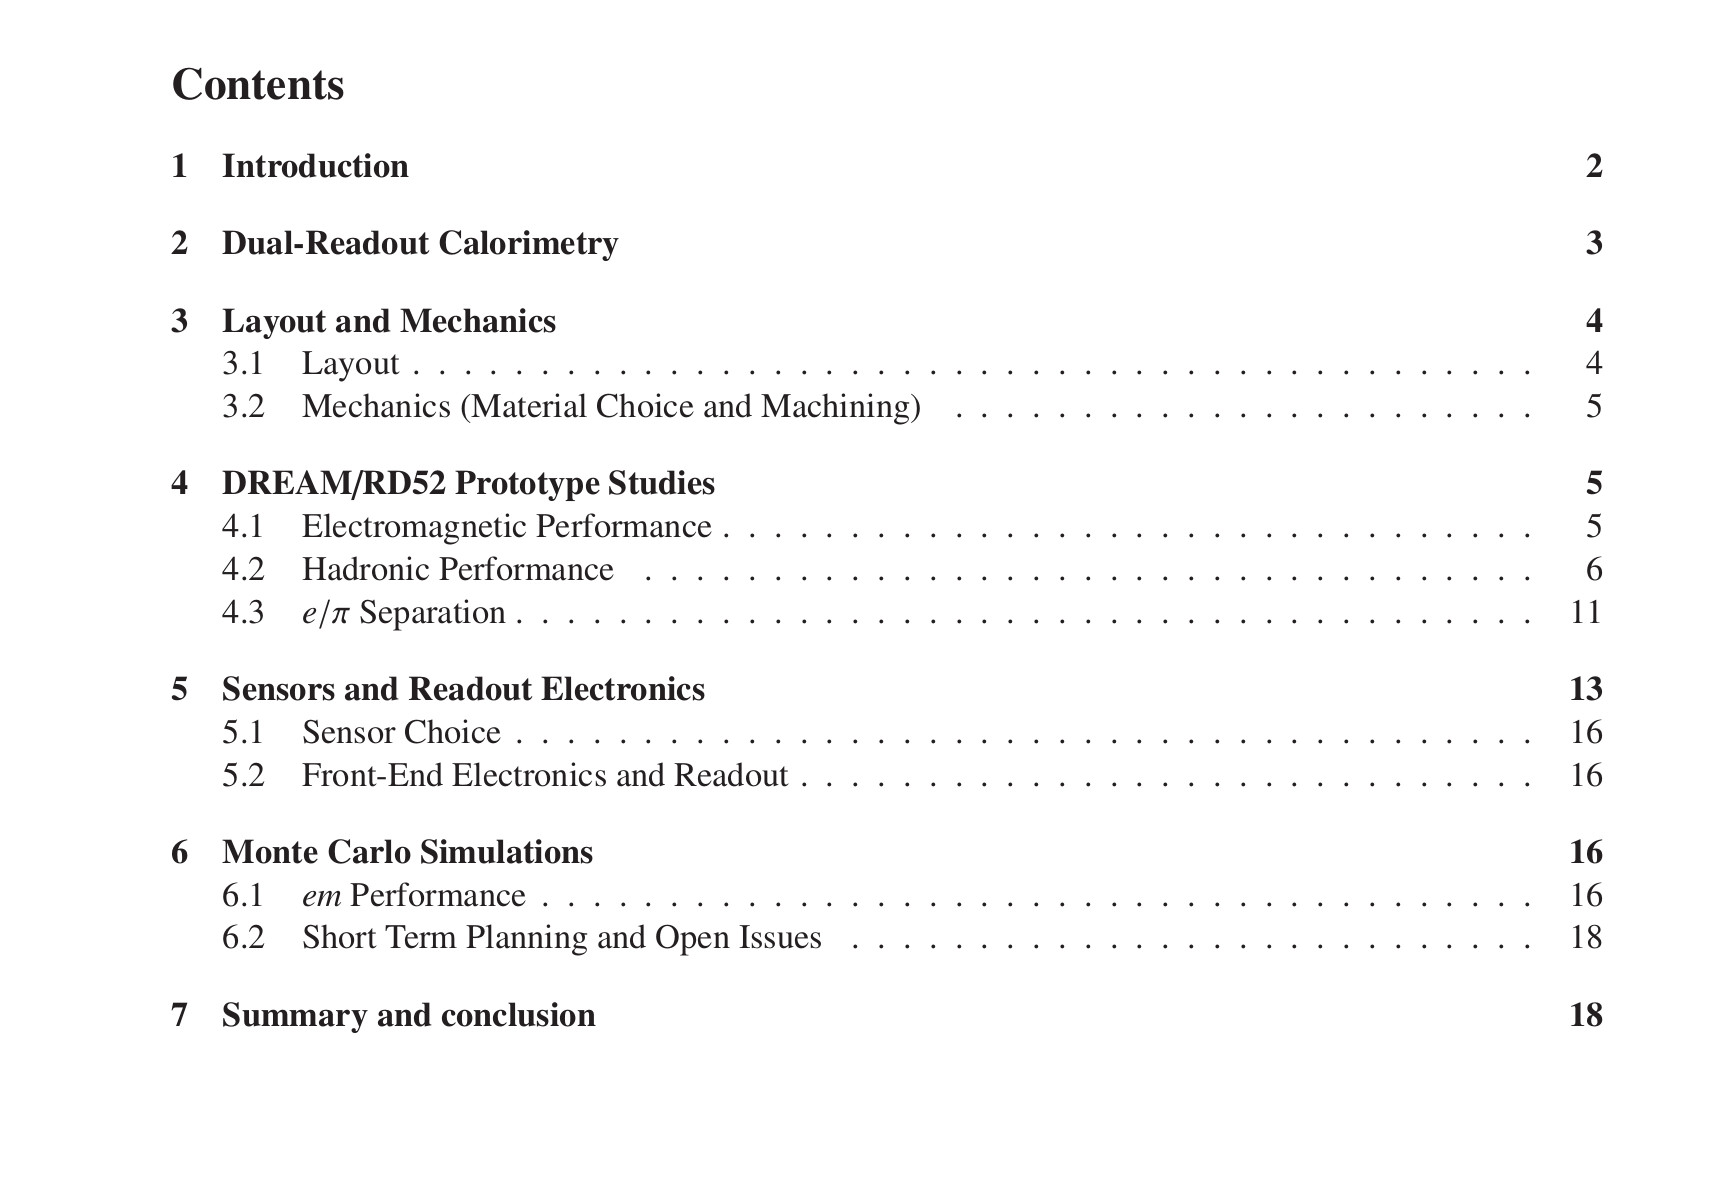 Contents
1 Introduction 2
2 Dual-Readout Calorimetry 3
3 Layout and Mechanics 4
3.1 Layout . . . . . . . . . . . . . . . . . . . . . . . . . . . . . . . . . . . . . . . . . . . . 4
3.2 Mechanics (Material Choice and Machining) . . . . . . . . . . . . . . . . . . . . . . . 5
4 DREAM/RD52 Prototype Studies 5
4.1 Electromagnetic Performance . . . . . . . . . . . . . . . . . . . . . . . . . . . . . . . . 5
4.2 Hadronic Performance . . . . . . . . . . . . . . . . . . . . . . . . . . . . . . . . . . . 6
4.3 e/π Separation . . . . . . . . . . . . . . . . . . . . . . . . . . . . . . . . . . . . . . . . 11
5 Sensors and Readout Electronics 13
5.1 Sensor Choice . . . . . . . . . . . . . . . . . . . . . . . . . . . . . . . . . . . . . . . . 16
5.2 Front-End Electronics and Readout . . . . . . . . . . . . . . . . . . . . . . . . . . . . . 16
6 Monte Carlo Simulations 16
6.1 em Performance . . . . . . . . . . . . . . . . . . . . . . . . . . . . . . . . . . . . . . . 16
6.2 Short Term Planning and Open Issues . . . . . . . . . . . . . . . . . . . . . . . . . . . 18
7 Summary and conclusion 18